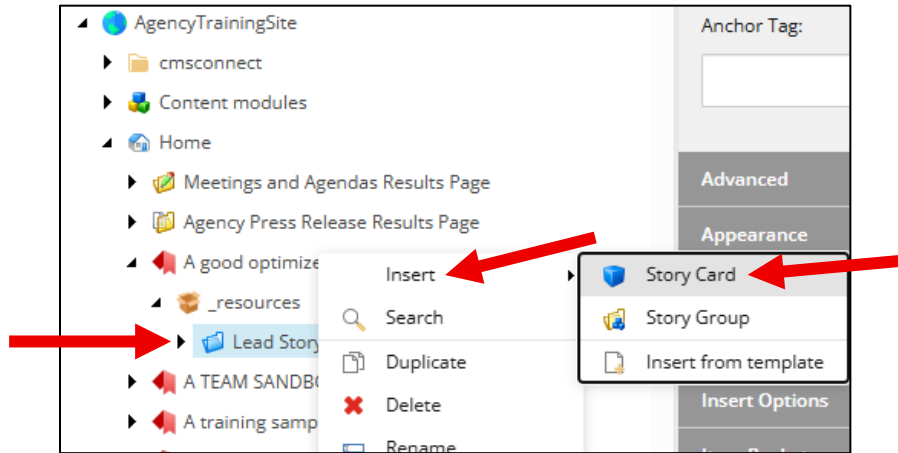 AgencyTrainingSite
Anchor Tag:
cmsconnect
Content modules
Home
Meetings and Agendas Results Page
Advanced
Agency Press Release Results Page
Appearance
A good optimize
Insert
Story Card
_resources
Search
Story Group
Lead Story
Duplicate
Insert from template
A TEAM SANDBO
Delete
Insert Options
A training samp
Rename